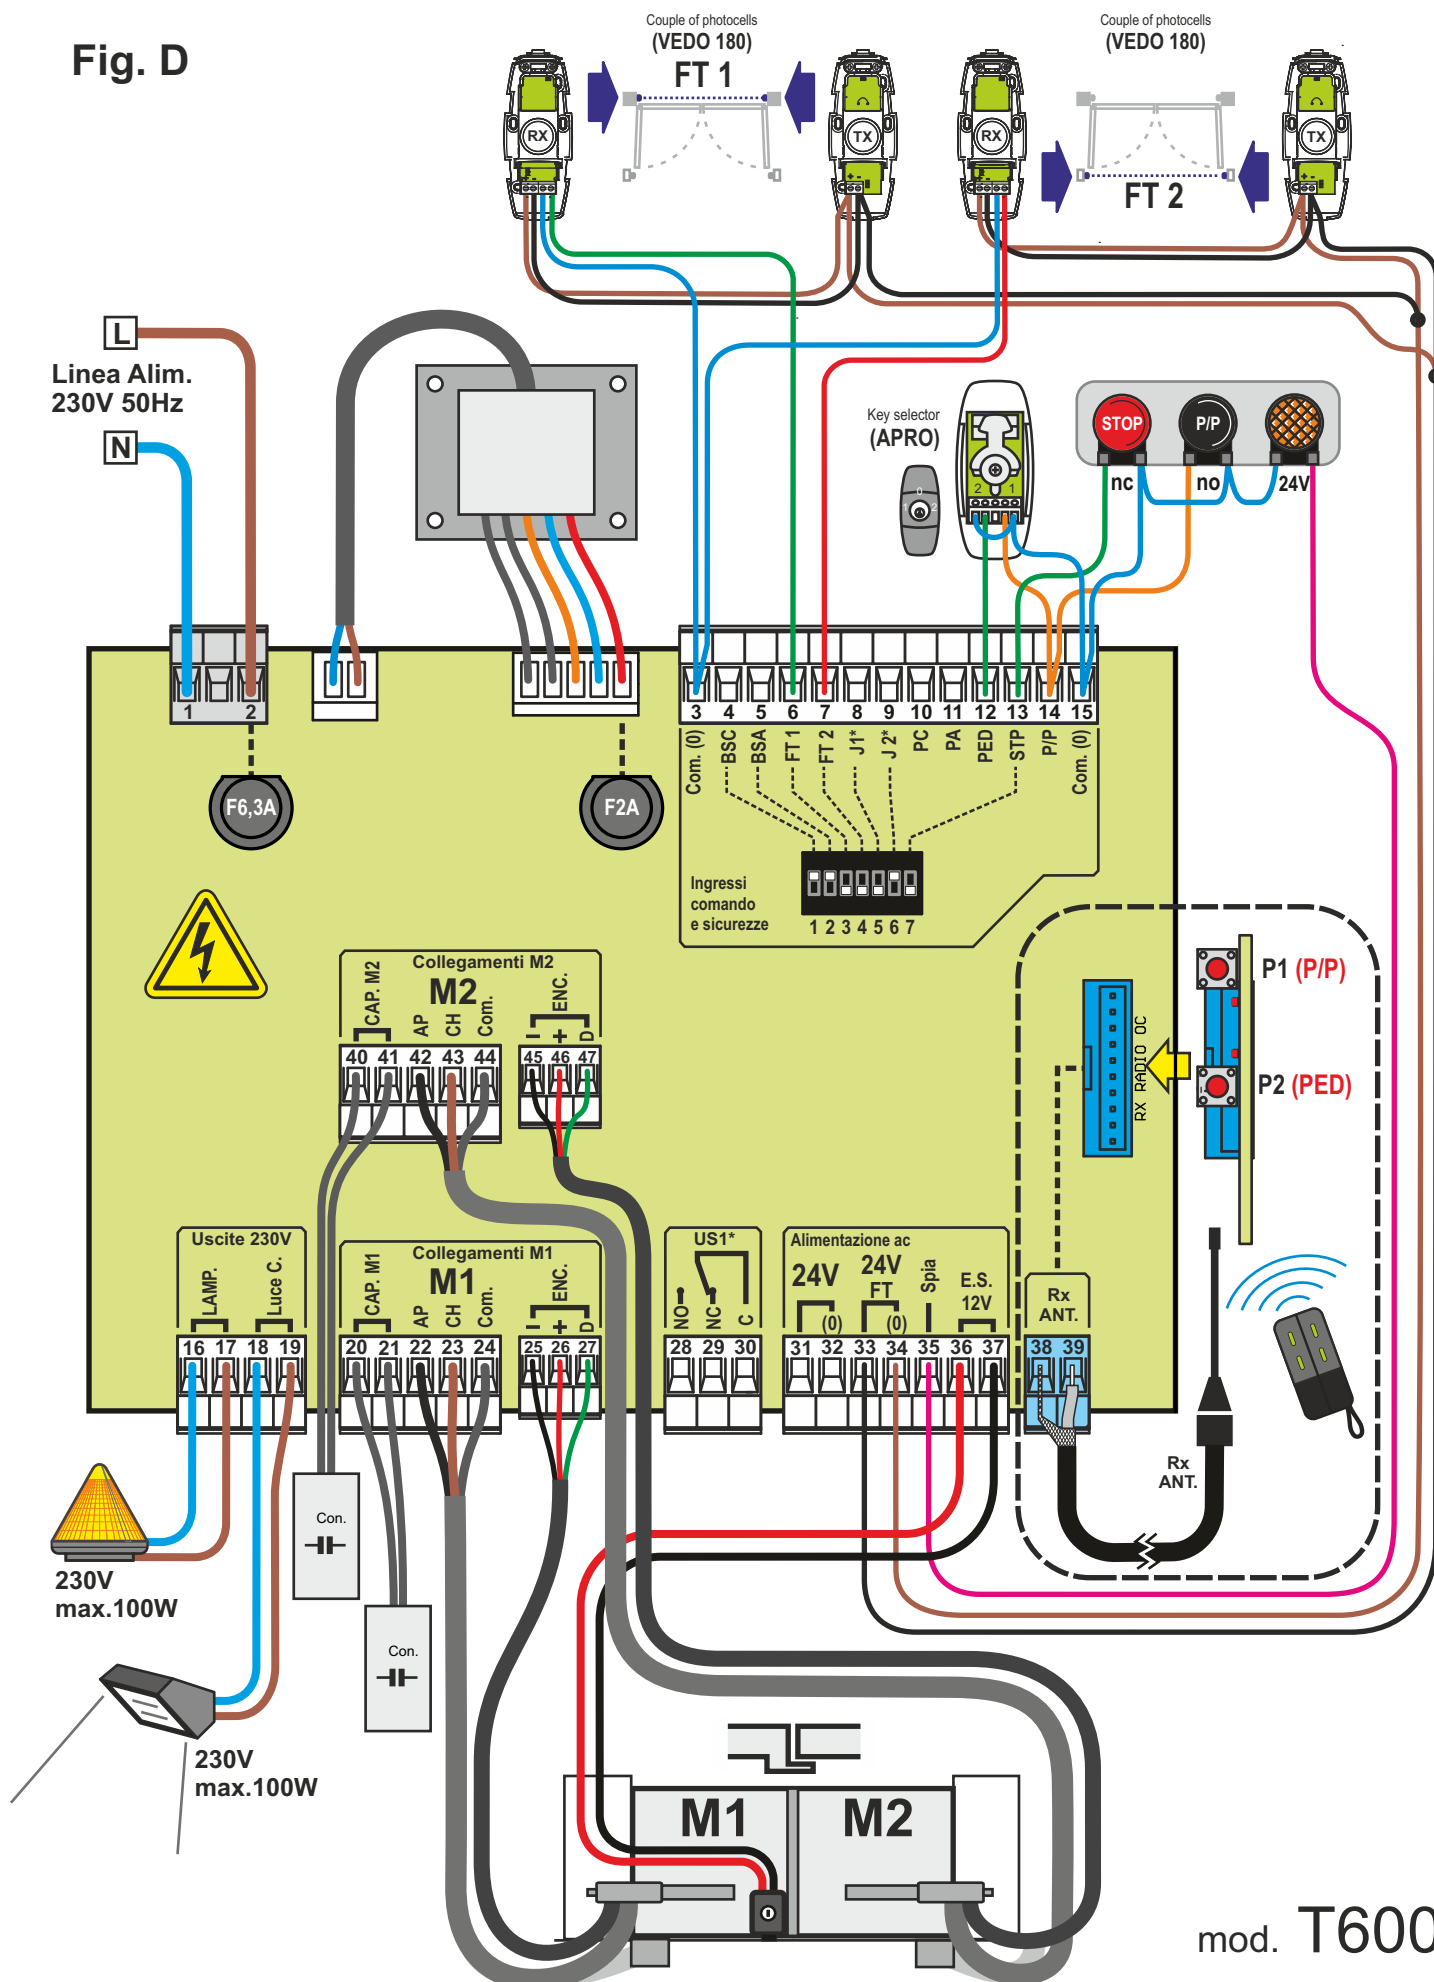 Fig. D
Couple of photocells
(VEDO 180)
FT 1
Couple of photocells
(VEDO 180)
FT 2
RX
TX
RX
TX
L
Linea Alim.
230V 50Hz
N
Key selector
(APRO)
0
1
2
2
1
STOP
P/P
nc
no
24V
1
2
3 4 5 6 7 8 9 10 11 12 13 14 15
Com. (0)
BSC
BSA
FT 1
FT 2
J1*
J 2*
PC
PA
PED
STP
P/P
Com. (0)
F6,3A
F2A
Ingressi
comando
e sicurezze
1 2 3 4 5 6 7
Collegamenti M2
M2
CAP. M2
AP
CH
Com.
ENC.
- + D
40 41 42 43 44
45 46 47
RX RADIO OC
P1 (P/P)
P2 (PED)
Uscite 230V
LAMP.
Luce C.
16 17 18 19
Collegamenti M1
M1
CAP. M1
AP
CH
Com.
ENC.
- + D
20 21 22 23 24
25 26 27
US1*
NO
NC
C
28 29 30
Alimentazione ac
24V
(0)
24V
FT
(0)
Spia
E.S.
12V
31 32 33 34 35 36 37
Rx
ANT.
38 39
Rx
ANT.
230V
max.100W
Con.
Con.
230V
max.100W
M1
M2
mod. T600